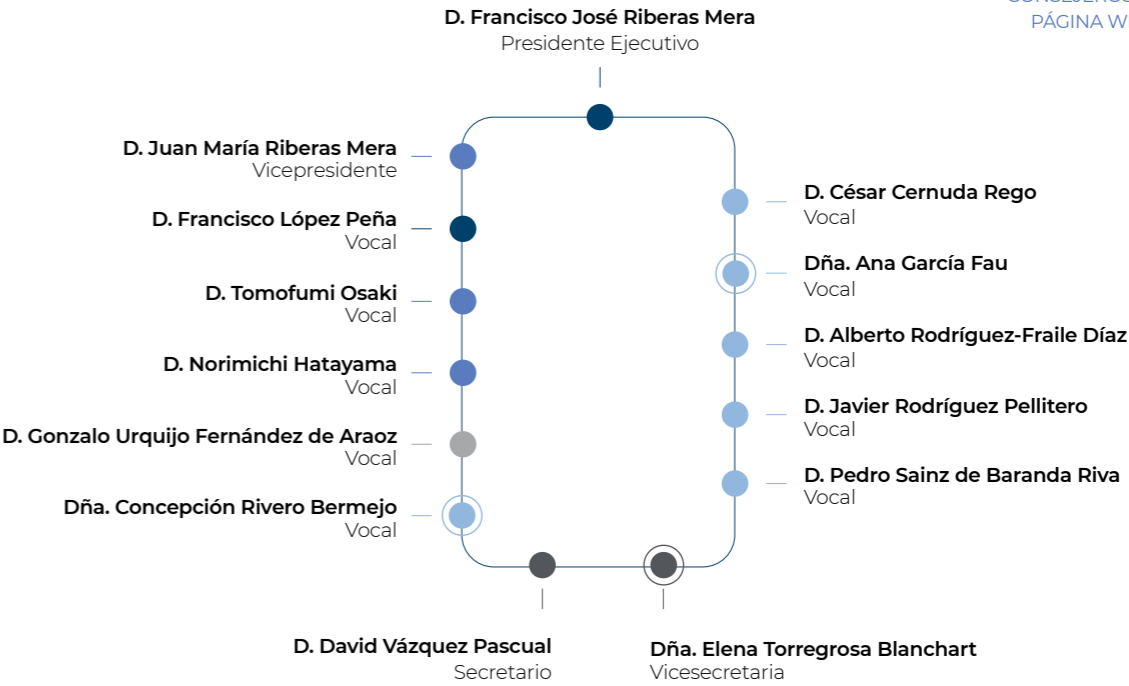 D. Francisco José Riberas Mera
Presidente Ejecutivo
PÁGINA W
D. Juan María Riberas Mera
Vicepresidente
D. Francisco López Peña
Vocal
D. Tomofumi Osaki
Vocal
D. Norimichi Hatayama
Vocal
D. Gonzalo Urquijo Fernández de Araoz
Vocal
Dña. Concepción Rivero Bermejo
Vocal
D. César Cernuda Rego
Vocal
Dña. Ana García Fau
Vocal
D. Alberto Rodríguez-Fraile Díaz
Vocal
D. Javier Rodríguez Pellitero
Vocal
D. Pedro Sainz de Baranda Riva
Vocal
D. David Vázquez Pascual
Secretario
Dña. Elena Torregrosa Blanchart
Vicesecretaria